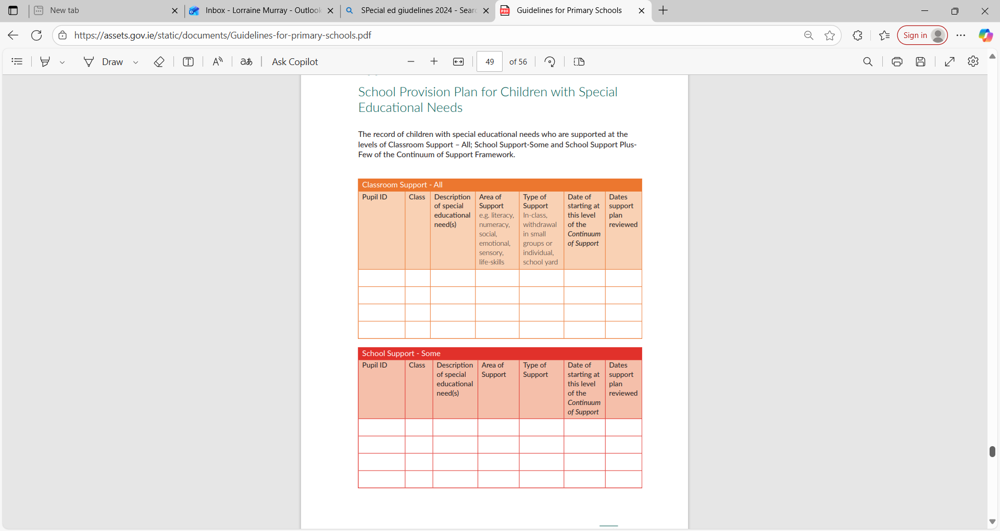 New tab
Inbox - Lorraine Murray - Outlook
SPecial ed giudelines 2024 - Sear
PDF
Guidelines for Primary Schools
https://assets.gov.ie/static/documents/Guidelines-for-primary-schools.pdf
Sign in
Draw
T
A
aあ
Ask Copilot
49
of 56
School Provision Plan for Children with Special
Educational Needs
The record of children with special educational needs who are supported at the
levels of Classroom Support – All; School Support-Some and School Support Plus-
Few of the Continuum of Support Framework.
Classroom Support - All
Pupil ID
Class
Description
of special
educational
need(s)
Area of
Support
e.g. literacy,
numeracy,
social,
emotional,
sensory,
life-skills
Type of
Support
In-class,
withdrawal
in small
groups or
individual,
school yard
Date of
starting at
this level
of the
Continuum
of Support
Dates
support
plan
reviewed
School Support - Some
Pupil ID
Class
Description
of special
educational
need(s)
Area of
Support
Type of
Support
Date of
starting at
this level
of the
Continuum
of Support
Dates
support
plan
reviewed